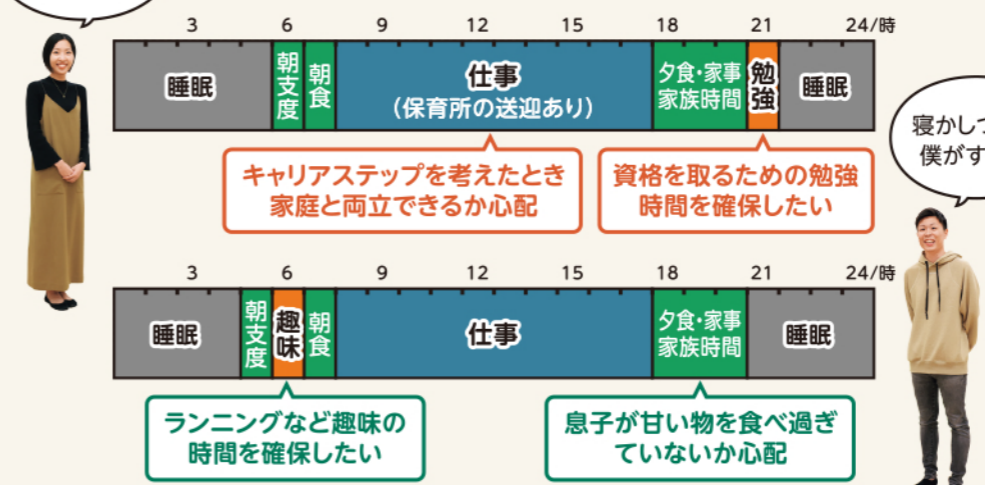 3 6 9 12 15 18 21 24/時
睡眠
朝支度
朝食
仕事
(保育所の送迎あり)
夕食・家事
家族時間
勉強
睡眠
キャリアステップを考えたとき
家庭と両立できるか心配
資格を取るための勉強
時間を確保したい
寝かしつ
僕がす
3 6 9 12 15 18 21 24/時
睡眠
朝支度
趣味
朝食
仕事
夕食・家事
家族時間
睡眠
ランニングなど趣味の
時間を確保したい
息子が甘い物を食べ過ぎ
ていないか心配